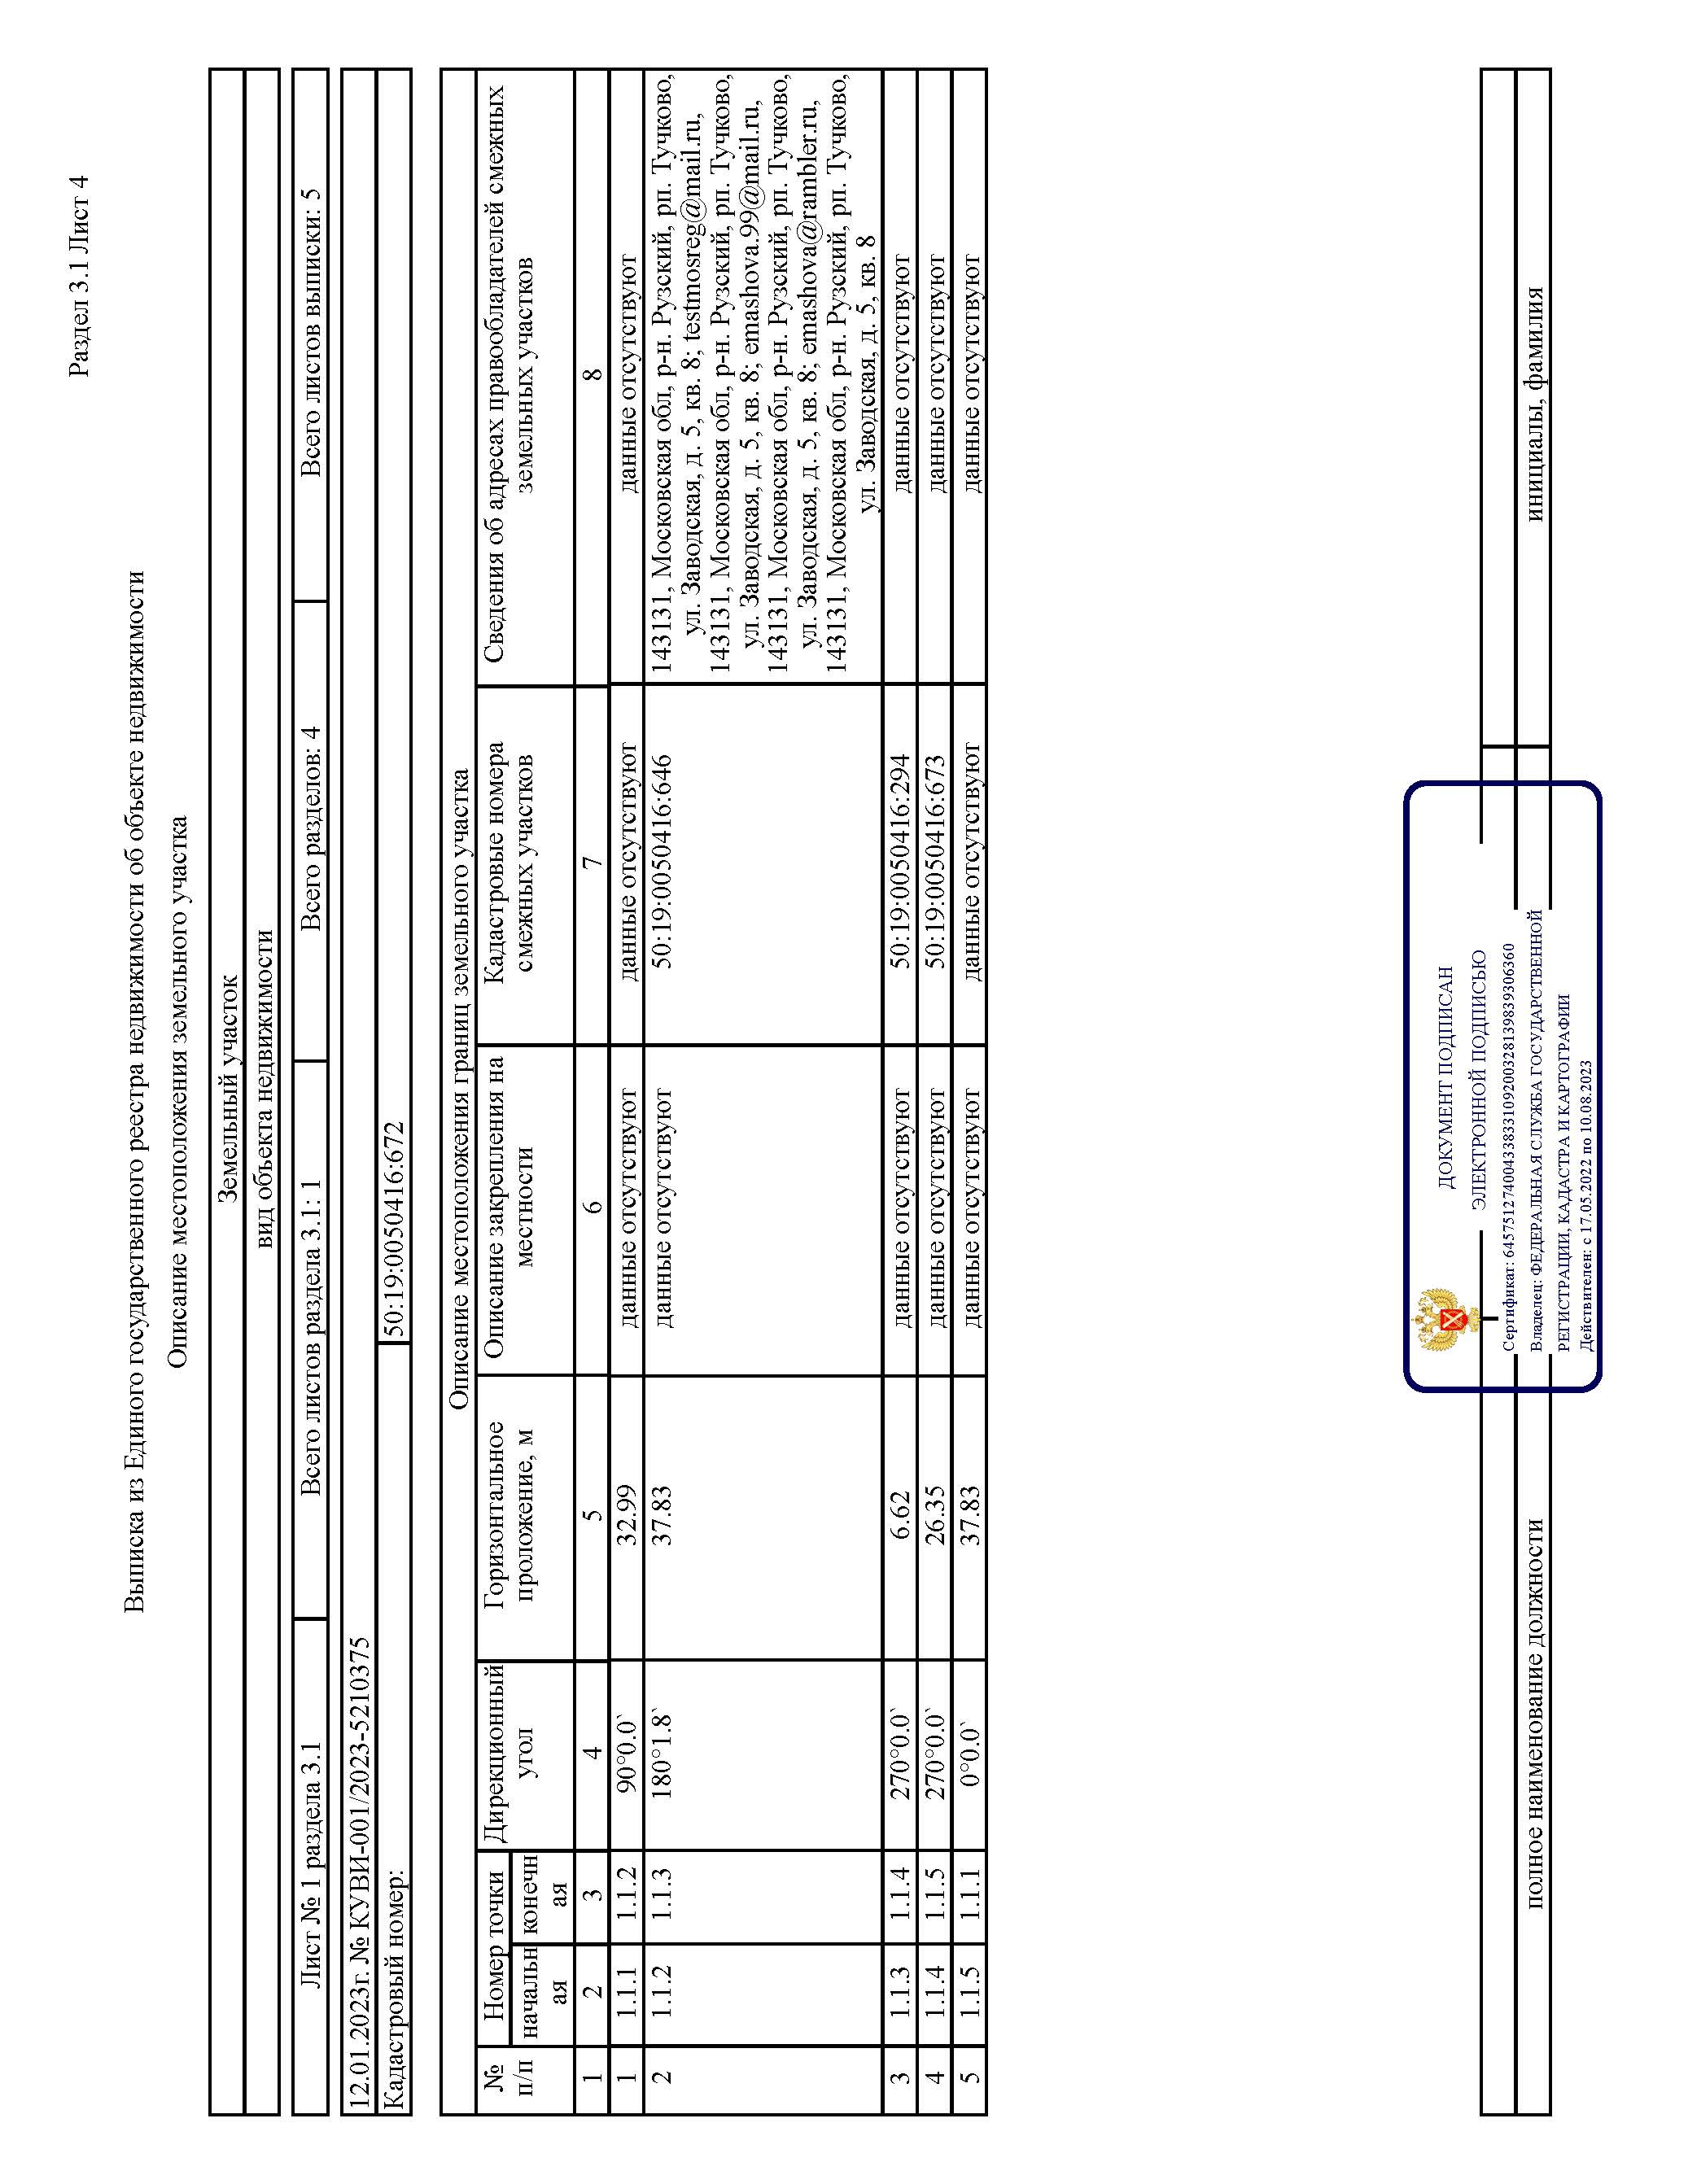 Раздел 3.1 Лист 4
Выписка из Единого государственного реестра недвижимости об объекте недвижимости
Описание местоположения земельного участка
Земельный участок
вид объекта недвижимости
Лист № 1 раздела 3.1 Всего листов раздела 3.1: 1 Всего разделов: 4 Всего листов выписки: 5
12.01.2023г. № КУВИ-001/2023-5210375
Кадастровый номер: 50:19:0050416:672
Описание местоположения границ земельного участка
№ п/п
Номер точки
начальн
ая
конечн
ая
Дирекционный
угол
Горизонтальное
проложение, м
Описание закрепления на
местности
Кадастровые номера
смежных участков
Сведения об адресах правообладателей смежных
земельных участков
1 2 3 4 5 6 7 8
1 1.1.1 1.1.2 90°0.0` 32.99 данные отсутствуют данные отсутствуют данные отсутствуют
2 1.1.2 1.1.3 180°1.8` 37.83 данные отсутствуют 50:19:0050416:646 143131, Московская обл, р-н. Рузский, рп. Тучково,
ул. Заводская, д. 5, кв. 8; testmosreg@mail.ru,
143131, Московская обл, р-н. Рузский, рп. Тучково,
ул. Заводская, д. 5, кв. 8; emashova.99@mail.ru,
143131, Московская обл, р-н. Рузский, рп. Тучково,
ул. Заводская, д. 5, кв. 8; emashova@rambler.ru,
143131, Московская обл, р-н. Рузский, рп. Тучково,
ул. Заводская, д. 5, кв. 8
3 1.1.3 1.1.4 270°0.0` 6.62 данные отсутствуют 50:19:0050416:294 данные отсутствуют
4 1.1.4 1.1.5 270°0.0` 26.35 данные отсутствуют 50:19:0050416:673 данные отсутствуют
5 1.1.5 1.1.1 0°0.0` 37.83 данные отсутствуют данные отсутствуют данные отсутствуют
ДОКУМЕНТ ПОДПИСАН
ЭЛЕКТРОННОЙ ПОДПИСЬЮ
Сертификат: 64575127400433833109200328139839306360
Владелец: ФЕДЕРАЛЬНАЯ СЛУЖБА ГОСУДАРСТВЕННОЙ
РЕГИСТРАЦИИ, КАДАСТРА И КАРТОГРАФИИ
Действителен: с 17.05.2022 по 10.08.2023
полное наименование должности
инициалы, фамилия